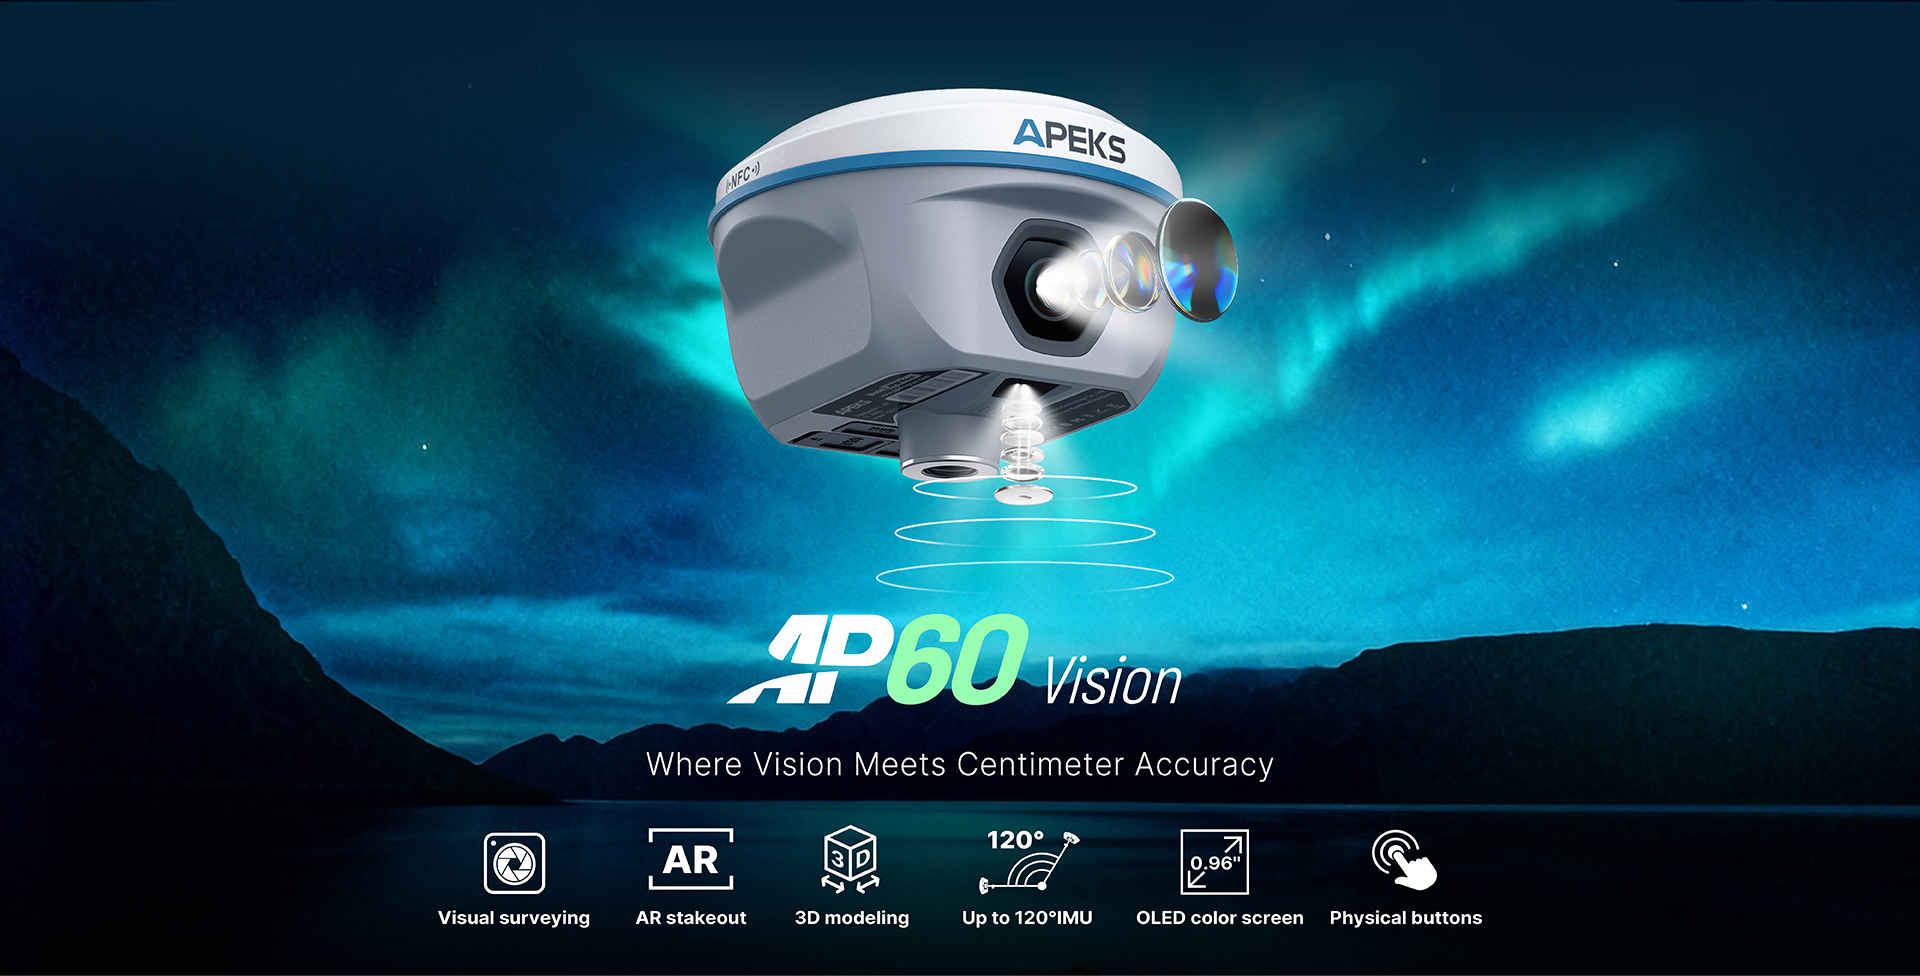 APEKS
NFC
APEKS
AP60 Vision
Where Vision Meets Centimeter Accuracy
AR
3D
120°
0.96"
Visual surveying
AR stakeout
3D modeling
Up to 120°IMU
OLED color screen
Physical buttons